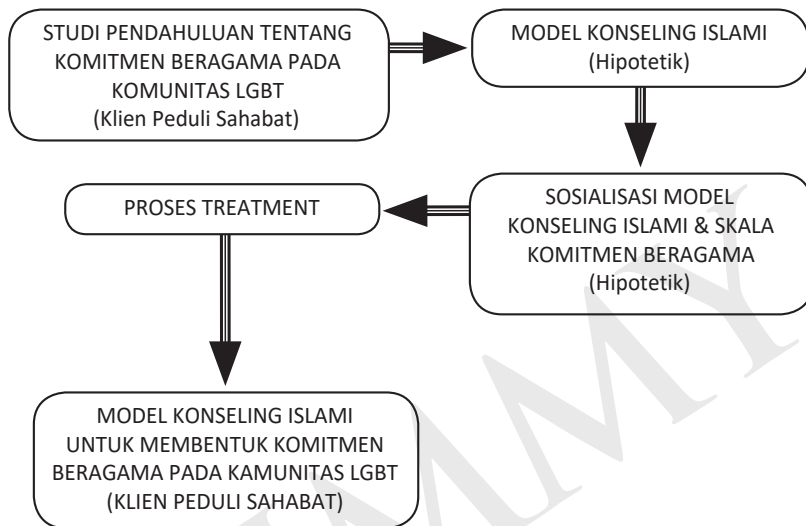 STUDI PENDAHULUAN TENTANG
KOMITMEN BERAGAMA PADA
KOMUNITAS LGBT
(Klien Peduli Sahabat)
MODEL KONSELING ISLAMI
(Hipotetik)
SOSIALISASI MODEL
KONSELING ISLAMI & SKALA
KOMITMEN BERAGAMA
(Hipotetik)
PROSES TREATMENT
MODEL KONSELING ISLAMI
UNTUK MEMBENTUK KOMITMEN
BERAGAMA PADA KAMUNITAS LGBT
(KLIEN PEDULI SAHABAT)